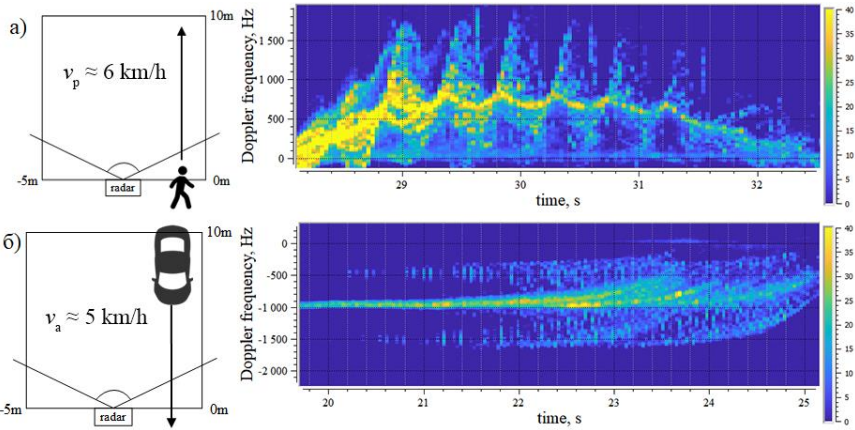 а)
10m
vp ≈ 6 km/h
-5m
radar
0m
Doppler frequency, Hz
1 500
1 000
500
0
29
30
31
32
time, s
40
35
30
25
20
15
10
5
0
б)
10m
va ≈ 5 km/h
-5m
radar
0m
Doppler frequency, Hz
0
-500
-1 000
-1 500
-2 000
20
21
22
23
24
25
time, s
40
35
30
25
20
15
10
5
0